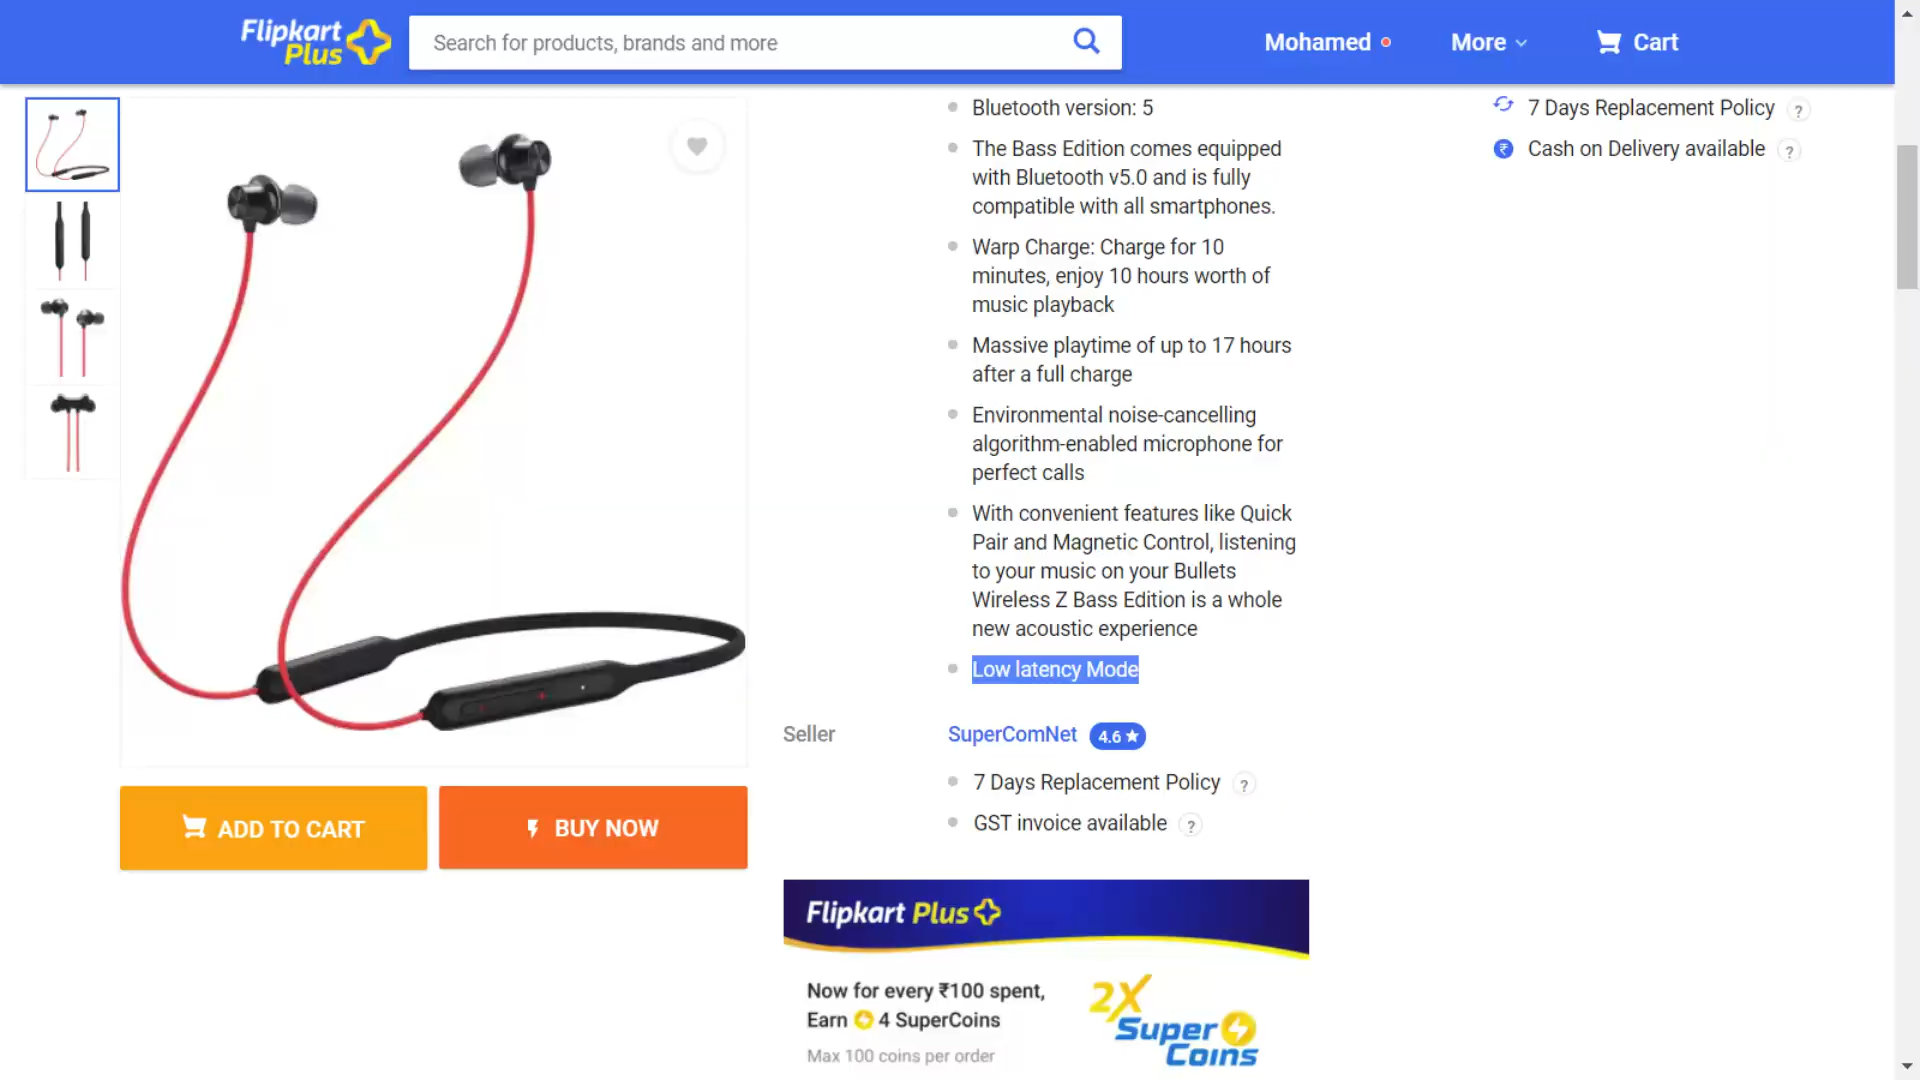 Flipkart
Plus
Search for products, brands and more
Mohamed
More
Cart
Bluetooth version: 5
The Bass Edition comes equipped
with Bluetooth v5.0 and is fully
compatible with all smartphones.
Warp Charge: Charge for 10
minutes, enjoy 10 hours worth of
music playback
Massive playtime of up to 17 hours
after a full charge
Environmental noise-cancelling
algorithm-enabled microphone for
perfect calls
With convenient features like Quick
Pair and Magnetic Control, listening
to your music on your Bullets
Wireless Z Bass Edition is a whole
new acoustic experience
Low latency Mode
7 Days Replacement Policy ?
₹ Cash on Delivery available ?
ADD TO CART
BUY NOW
Seller
SuperComNet 4.6 ★
7 Days Replacement Policy ?
GST invoice available ?
Flipkart Plus
Now for every ₹100 spent,
Earn 4 SuperCoins
Max 100 coins per order
2X
Super
Coins